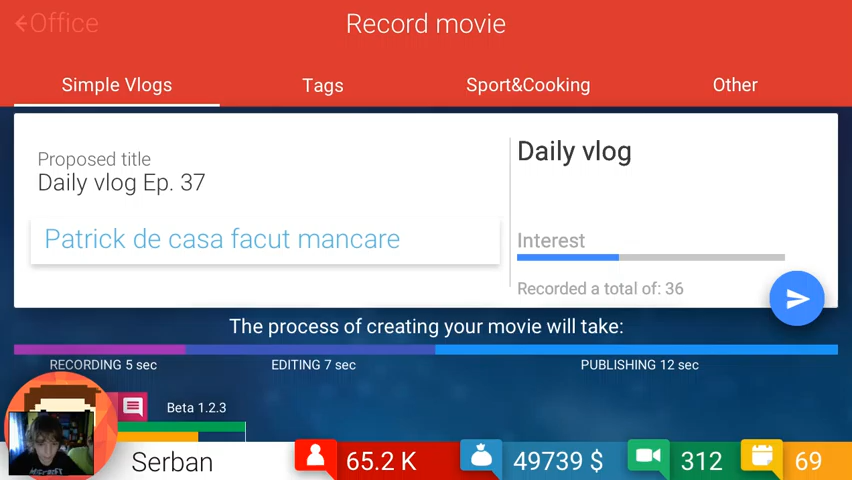 Office
Record movie
Simple Vlogs
Tags
Sport&Cooking
Other
Proposed title
Daily vlog Ep. 37
Patrick de casa facut mancare
Daily vlog
Interest
Recorded a total of: 36
The process of creating your movie will take:
RECORDING 5 sec
EDITING 7 sec
PUBLISHING 12 sec
Beta 1.2.3
Serban
65.2 K
49739 $
312
69